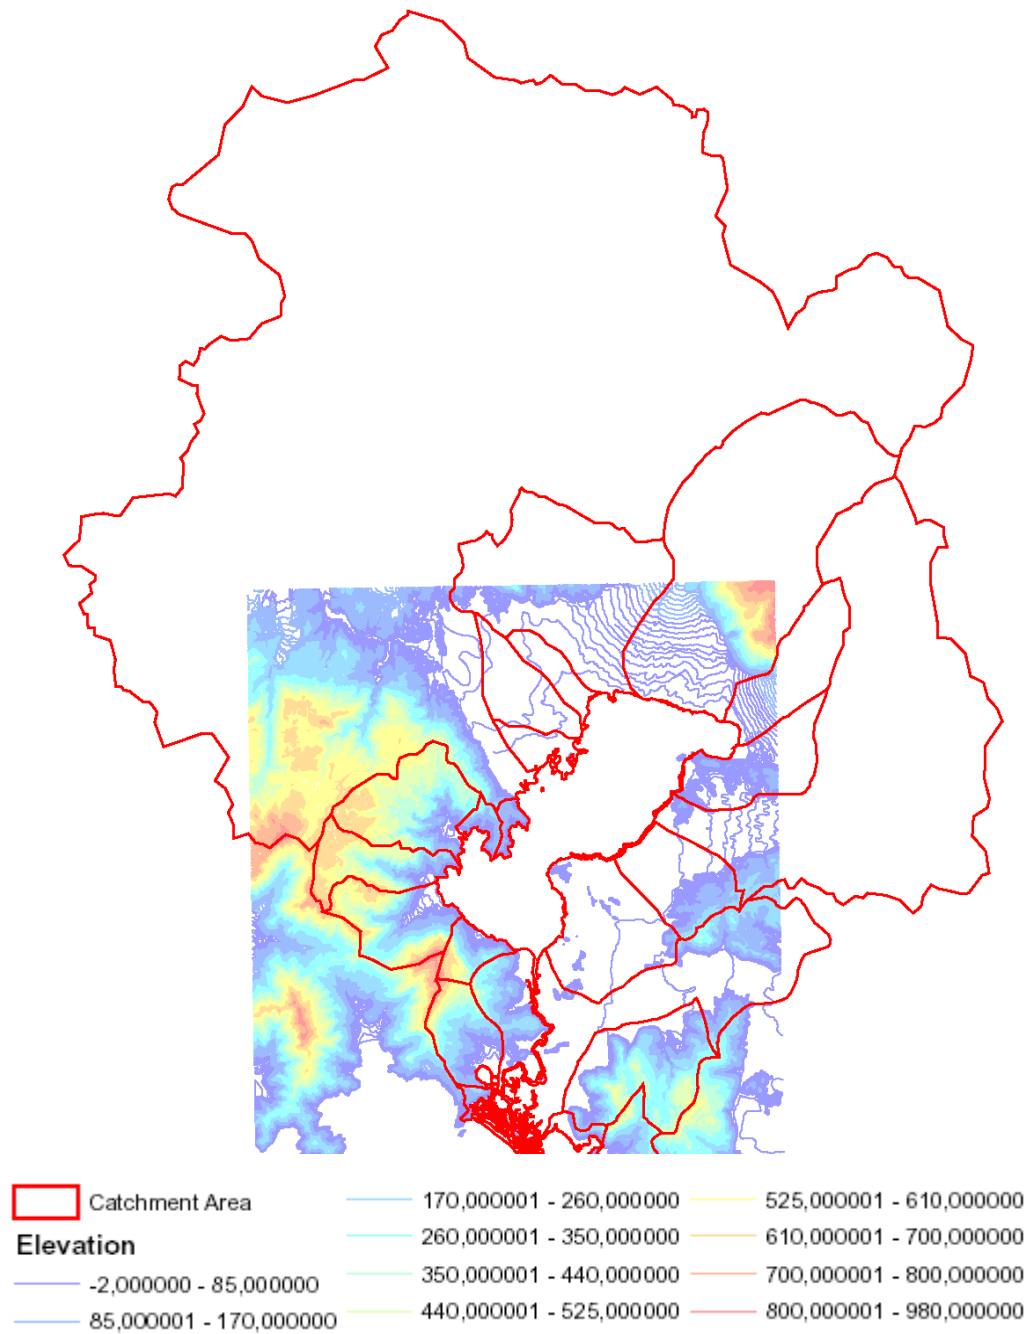 Catchment Area
Elevation
-2,000000 - 85,000000
85,000001 - 170,000000
170,000001 - 260,000000
260,000001 - 350,000000
350,000001 - 440,000000
440,000001 - 525,000000
525,000001 - 610,000000
610,000001 - 700,000000
700,000001 - 800,000000
800,000001 - 980,000000